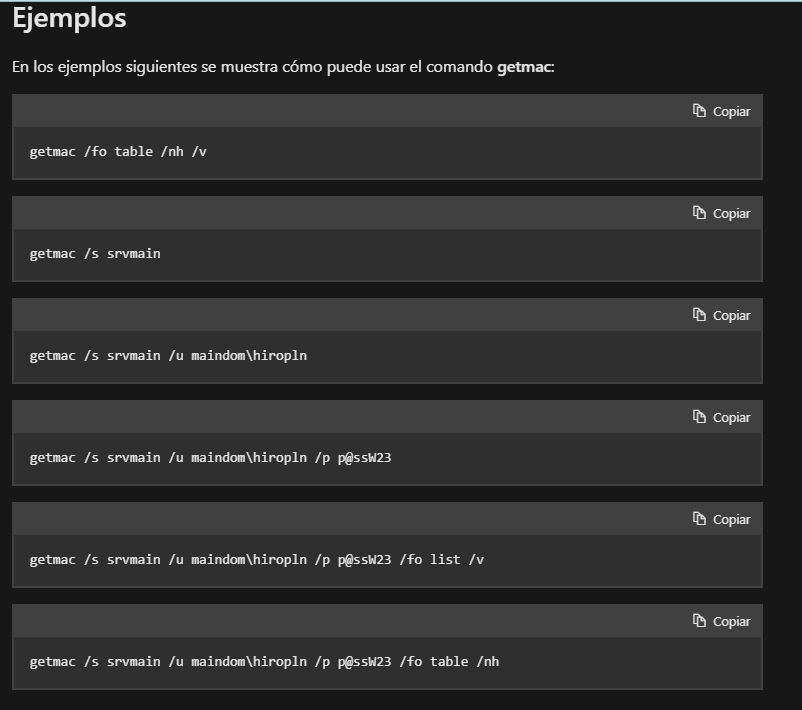 Ejemplos
En los ejemplos siguientes se muestra cómo puede usar el comando getmac:
Copiar
getmac /fo table /nh /v
Copiar
getmac /s srvmain
Copiar
getmac /s srvmain /u maindom\hiropln
Copiar
getmac /s srvmain /u maindom\hiropln /p p@ssW23
Copiar
getmac /s srvmain /u maindom\hiropln /p p@ssW23 /fo list /v
Copiar
getmac /s srvmain /u maindom\hiropln /p p@ssW23 /fo table /nh